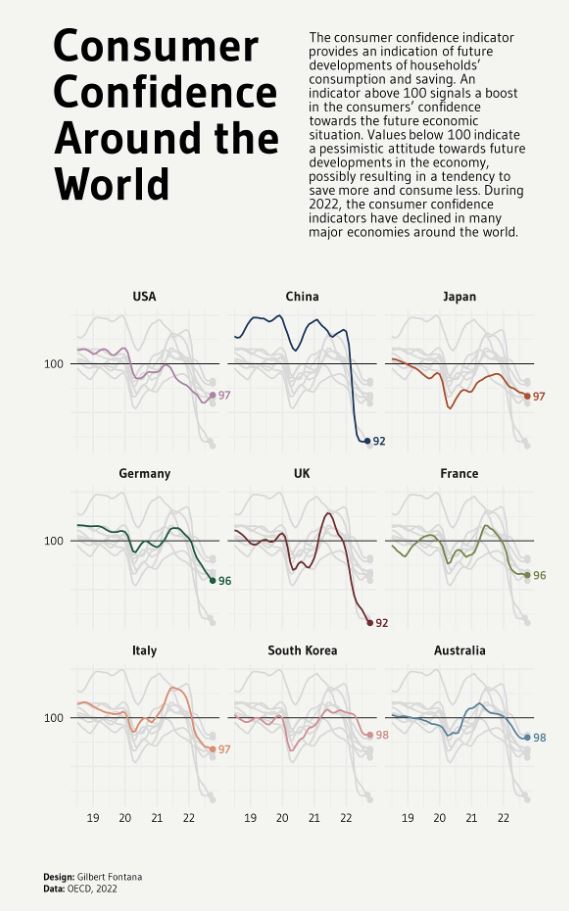 Consumer
Confidence
Around the
World
The consumer confidence indicator
provides an indication of future
developments of households'
consumption and saving. An
indicator above 100 signals a boost
in the consumers' confidence
towards the future economic
situation. Values below 100 indicate
a pessimistic attitude towards future
developments in the economy,
possibly resulting in a tendency to
save more and consume less. During
2022, the consumer confidence
indicators have declined in many
major economies around the world.
USA China Japan
100
97 92 97
Germany UK France
100
96 92 96
Italy South Korea Australia
100
97 98 98
19 20 21 22 19 20 21 22 19 20 21 22
Design: Gilbert Fontana
Data: OECD, 2022